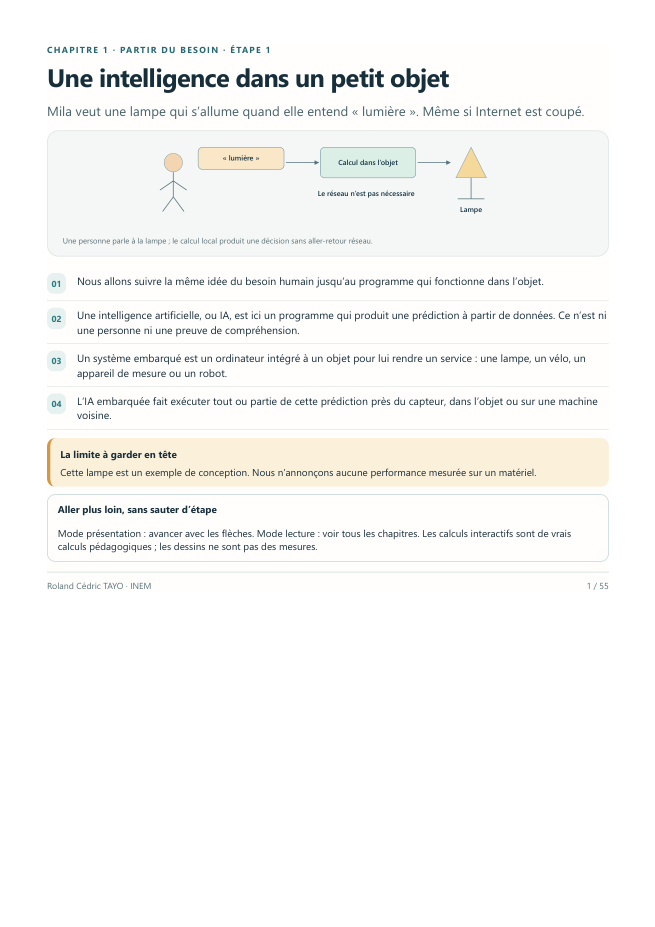 CHAPITRE 1 · PARTIR DU BESOIN · ÉTAPE 1
Une intelligence dans un petit objet
Mila veut une lampe qui s’allume quand elle entend « lumière ». Même si Internet est coupé.
« lumière »
Calcul dans l'objet
Le réseau n'est pas nécessaire
Lampe
Une personne parle à la lampe ; le calcul local produit une décision sans aller-retour réseau.
01 Nous allons suivre la même idée du besoin humain jusqu’au programme qui fonctionne dans l’objet.
02 Une intelligence artificielle, ou IA, est ici un programme qui produit une prédiction à partir de données. Ce n’est ni
une personne ni une preuve de compréhension.
03 Un système embarqué est un ordinateur intégré à un objet pour lui rendre un service : une lampe, un vélo, un
appareil de mesure ou un robot.
04 L’IA embarquée fait exécuter tout ou partie de cette prédiction près du capteur, dans l’objet ou sur une machine
voisine.
La limite à garder en tête
Cette lampe est un exemple de conception. Nous n’annonçons aucune performance mesurée sur un matériel.
Aller plus loin, sans sauter d’étape
Mode présentation : avancer avec les flèches. Mode lecture : voir tous les chapitres. Les calculs interactifs sont de vrais
calculs pédagogiques ; les dessins ne sont pas des mesures.
Roland Cédric TAYO · INEM
1 / 55